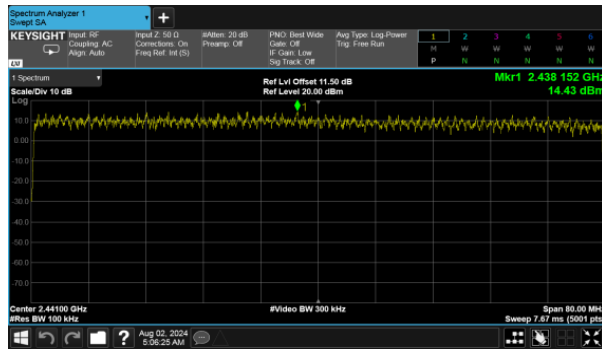 Spectrum Analyzer 1
Swept SA
+
KEYSIGHT
Input: RF
Coupling: AC
Align: Auto
Input Z: 50 Ω
Corrections: On
Freq Ref: Int (S)
#Atten: 20 dB
Preamp: Off
PNO: Best Wide
Gate: Off
IF Gain: Low
Sig Track: Off
Avg Type: Log-Power
Trig: Free Run
1 2 3 4 5 6
M W W W W W
P N N N N N
LXI
1 Spectrum
Scale/Div 10 dB
Log
Ref Lvl Offset 11.50 dB
Ref Level 20.00 dBm
Mkr1 2.438 152 GHz
14.43 dBm
1
10.0
0.00
-10.0
-20.0
-30.0
-40.0
-50.0
-60.0
-70.0
Center 2.44100 GHz
#Res BW 100 kHz
#Video BW 300 kHz
Span 80.00 MHz
Sweep 7.67 ms (5001 pts)
?
Aug 02, 2024
5:06:25 AM